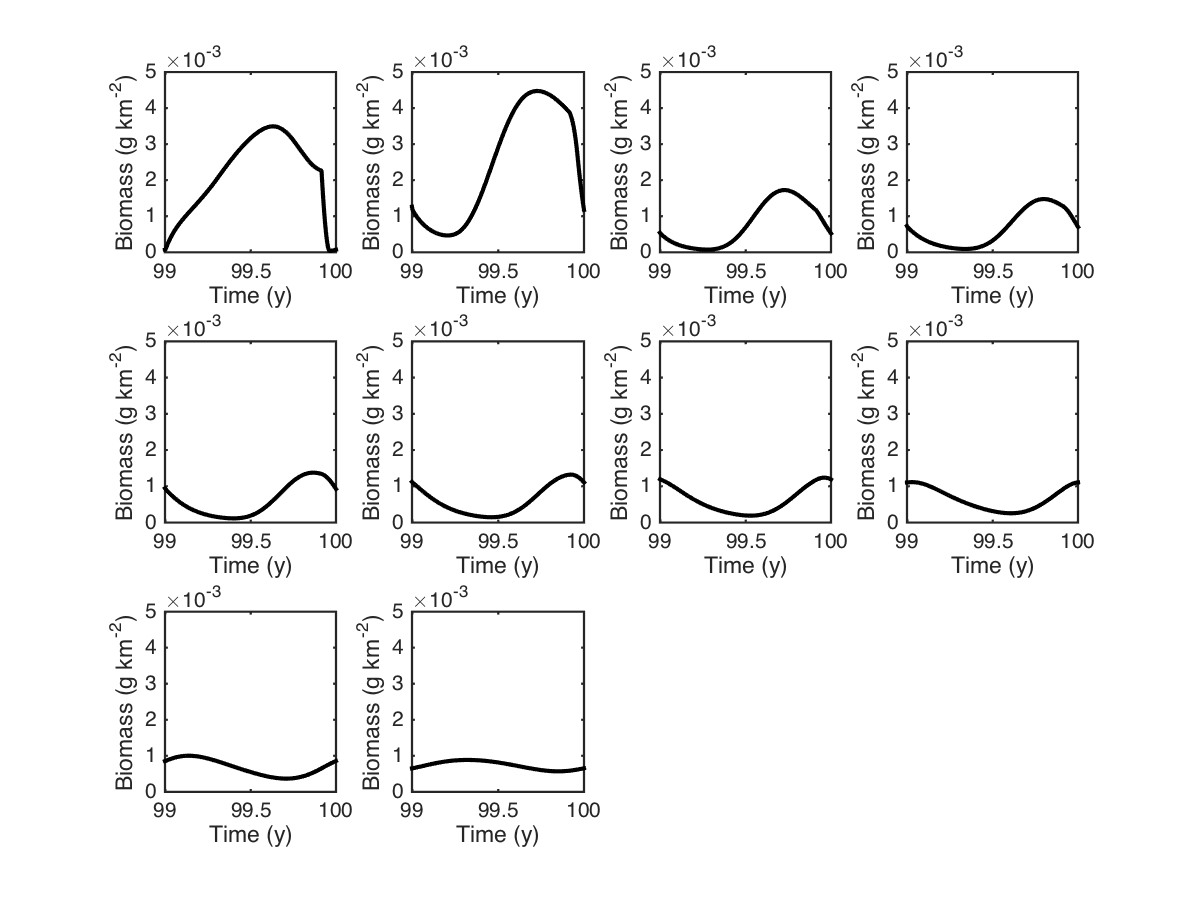 ×10-3 ×10-3 ×10-3 ×10-3
5 5 5 5
4 4 4 4
3 3 3 3
2 2 2 2
1 1 1 1
0 0 0 0
Biomass (g km-2) Biomass (g km-2) Biomass (g km-2) Biomass (g km-2)
99 99.5 100 99 99.5 100 99 99.5 100 99 99.5 100
Time (y) Time (y) Time (y) Time (y)
×10-3 ×10-3 ×10-3 ×10-3
5 5 5 5
4 4 4 4
3 3 3 3
2 2 2 2
1 1 1 1
0 0 0 0
Biomass (g km-2) Biomass (g km-2) Biomass (g km-2) Biomass (g km-2)
99 99.5 100 99 99.5 100 99 99.5 100 99 99.5 100
Time (y) Time (y) Time (y) Time (y)
×10-3 ×10-3
5 5
4 4
3 3
2 2
1 1
0 0
Biomass (g km-2) Biomass (g km-2)
99 99.5 100 99 99.5 100
Time (y) Time (y)